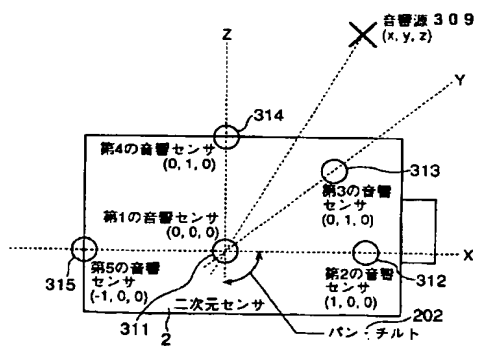 音響源309
(x, y, z)
Z
Y
314
第4の音響センサ
(0, 1, 0)
313
第3の音響
センサ
(0, 1, 0)
第1の音響センサ
(0, 0, 0)
X
315
第5の音響
センサ
(-1, 0, 0)
第2の音響
センサ
(1, 0, 0)
312
311
二次元センサ
2
202
パン・チルト